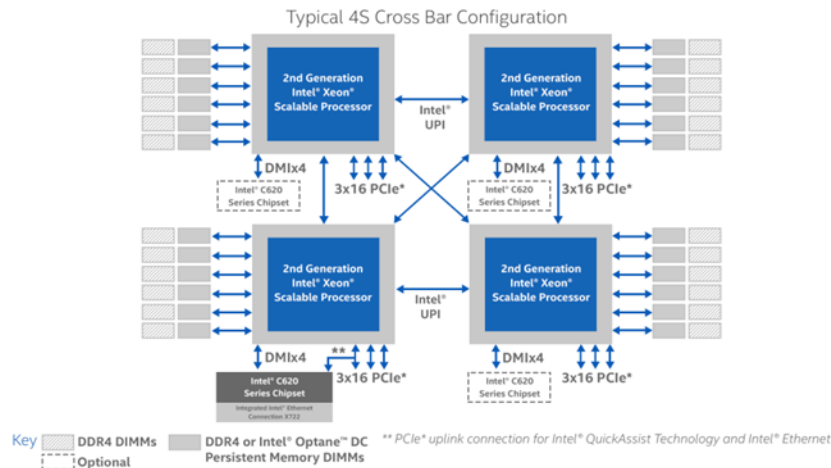 Typical 4S Cross Bar Configuration
2nd Generation
Intel® Xeon®
Scalable Processor
Intel®
UPI
2nd Generation
Intel® Xeon®
Scalable Processor
DMIx4
Intel® C620
Series Chipset
3x16 PCIe*
DMIx4
Intel® C620
Series Chipset
3x16 PCIe*
2nd Generation
Intel® Xeon®
Scalable Processor
Intel®
UPI
2nd Generation
Intel® Xeon®
Scalable Processor
DMIx4
**
3x16 PCIe*
Intel® C620
Series Chipset
Integrated Intel® Ethernet
Connection X722
DMIx4
Intel® C620
Series Chipset
3x16 PCIe*
Key
DDR4 DIMMs
Optional
DDR4 or Intel® Optane™ DC
Persistent Memory DIMMs
** PCIe* uplink connection for Intel® QuickAssist Technology and Intel® Ethernet